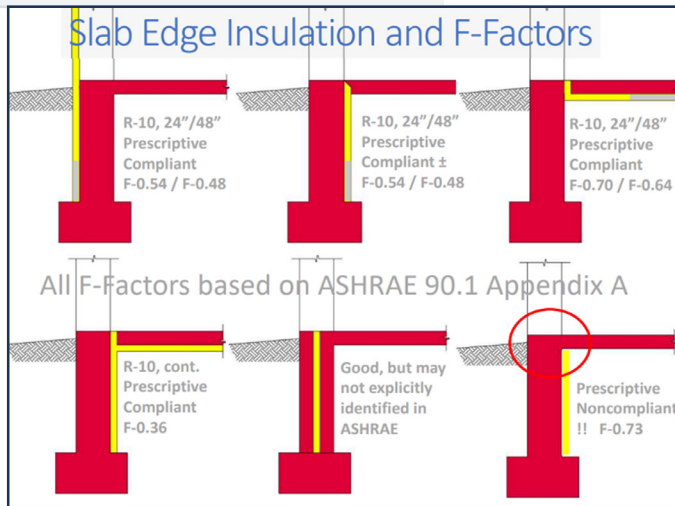 Slab Edge Insulation and F-Factors
R-10, 24”/48”
Prescriptive
Compliant
F-0.54 / F-0.48
R-10, 24”/48”
Prescriptive
Compliant ±
F-0.54 / F-0.48
R-10, 24”/48”
Prescriptive
Compliant
F-0.70 / F-0.64
All F-Factors based on ASHRAE 90.1 Appendix A
R-10, cont.
Prescriptive
Compliant
F-0.36
Good, but may
not explicitly
identified in
ASHRAE
Prescriptive
Noncompliant
!! F-0.73